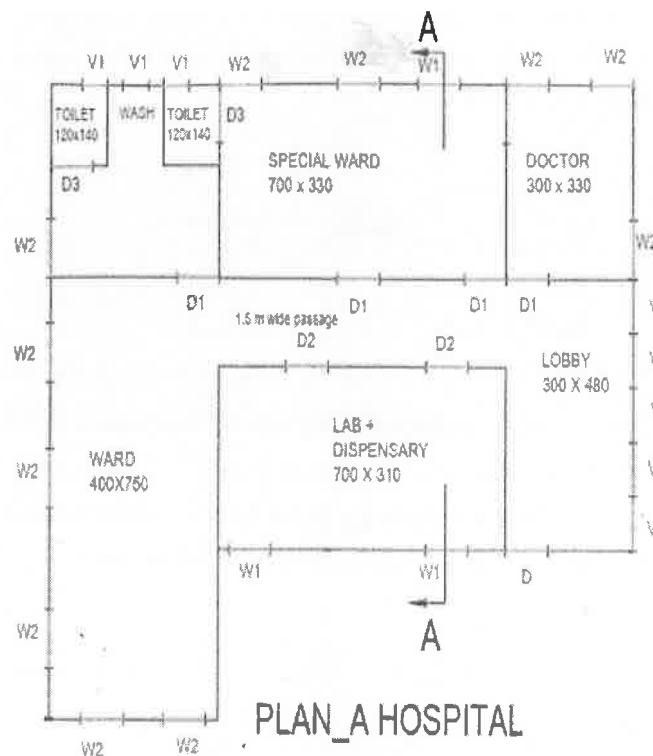 A
V1 V1 V1 W2 W2 W1 W2 W2
TOILET
120x140
WASH
TOILET
120x140
D3
SPECIAL WARD
700 x 330
DOCTOR
300 x 330
D3
W2
W2
D1 D1 D1 D1
1.5 m wide passage
W2
D2 D2
LOBBY
300 X 480
LAB +
DISPENSARY
700 X 310
WARD
400X750
W2
W1 W1 D
W2
A
PLAN_A HOSPITAL
W2 W2